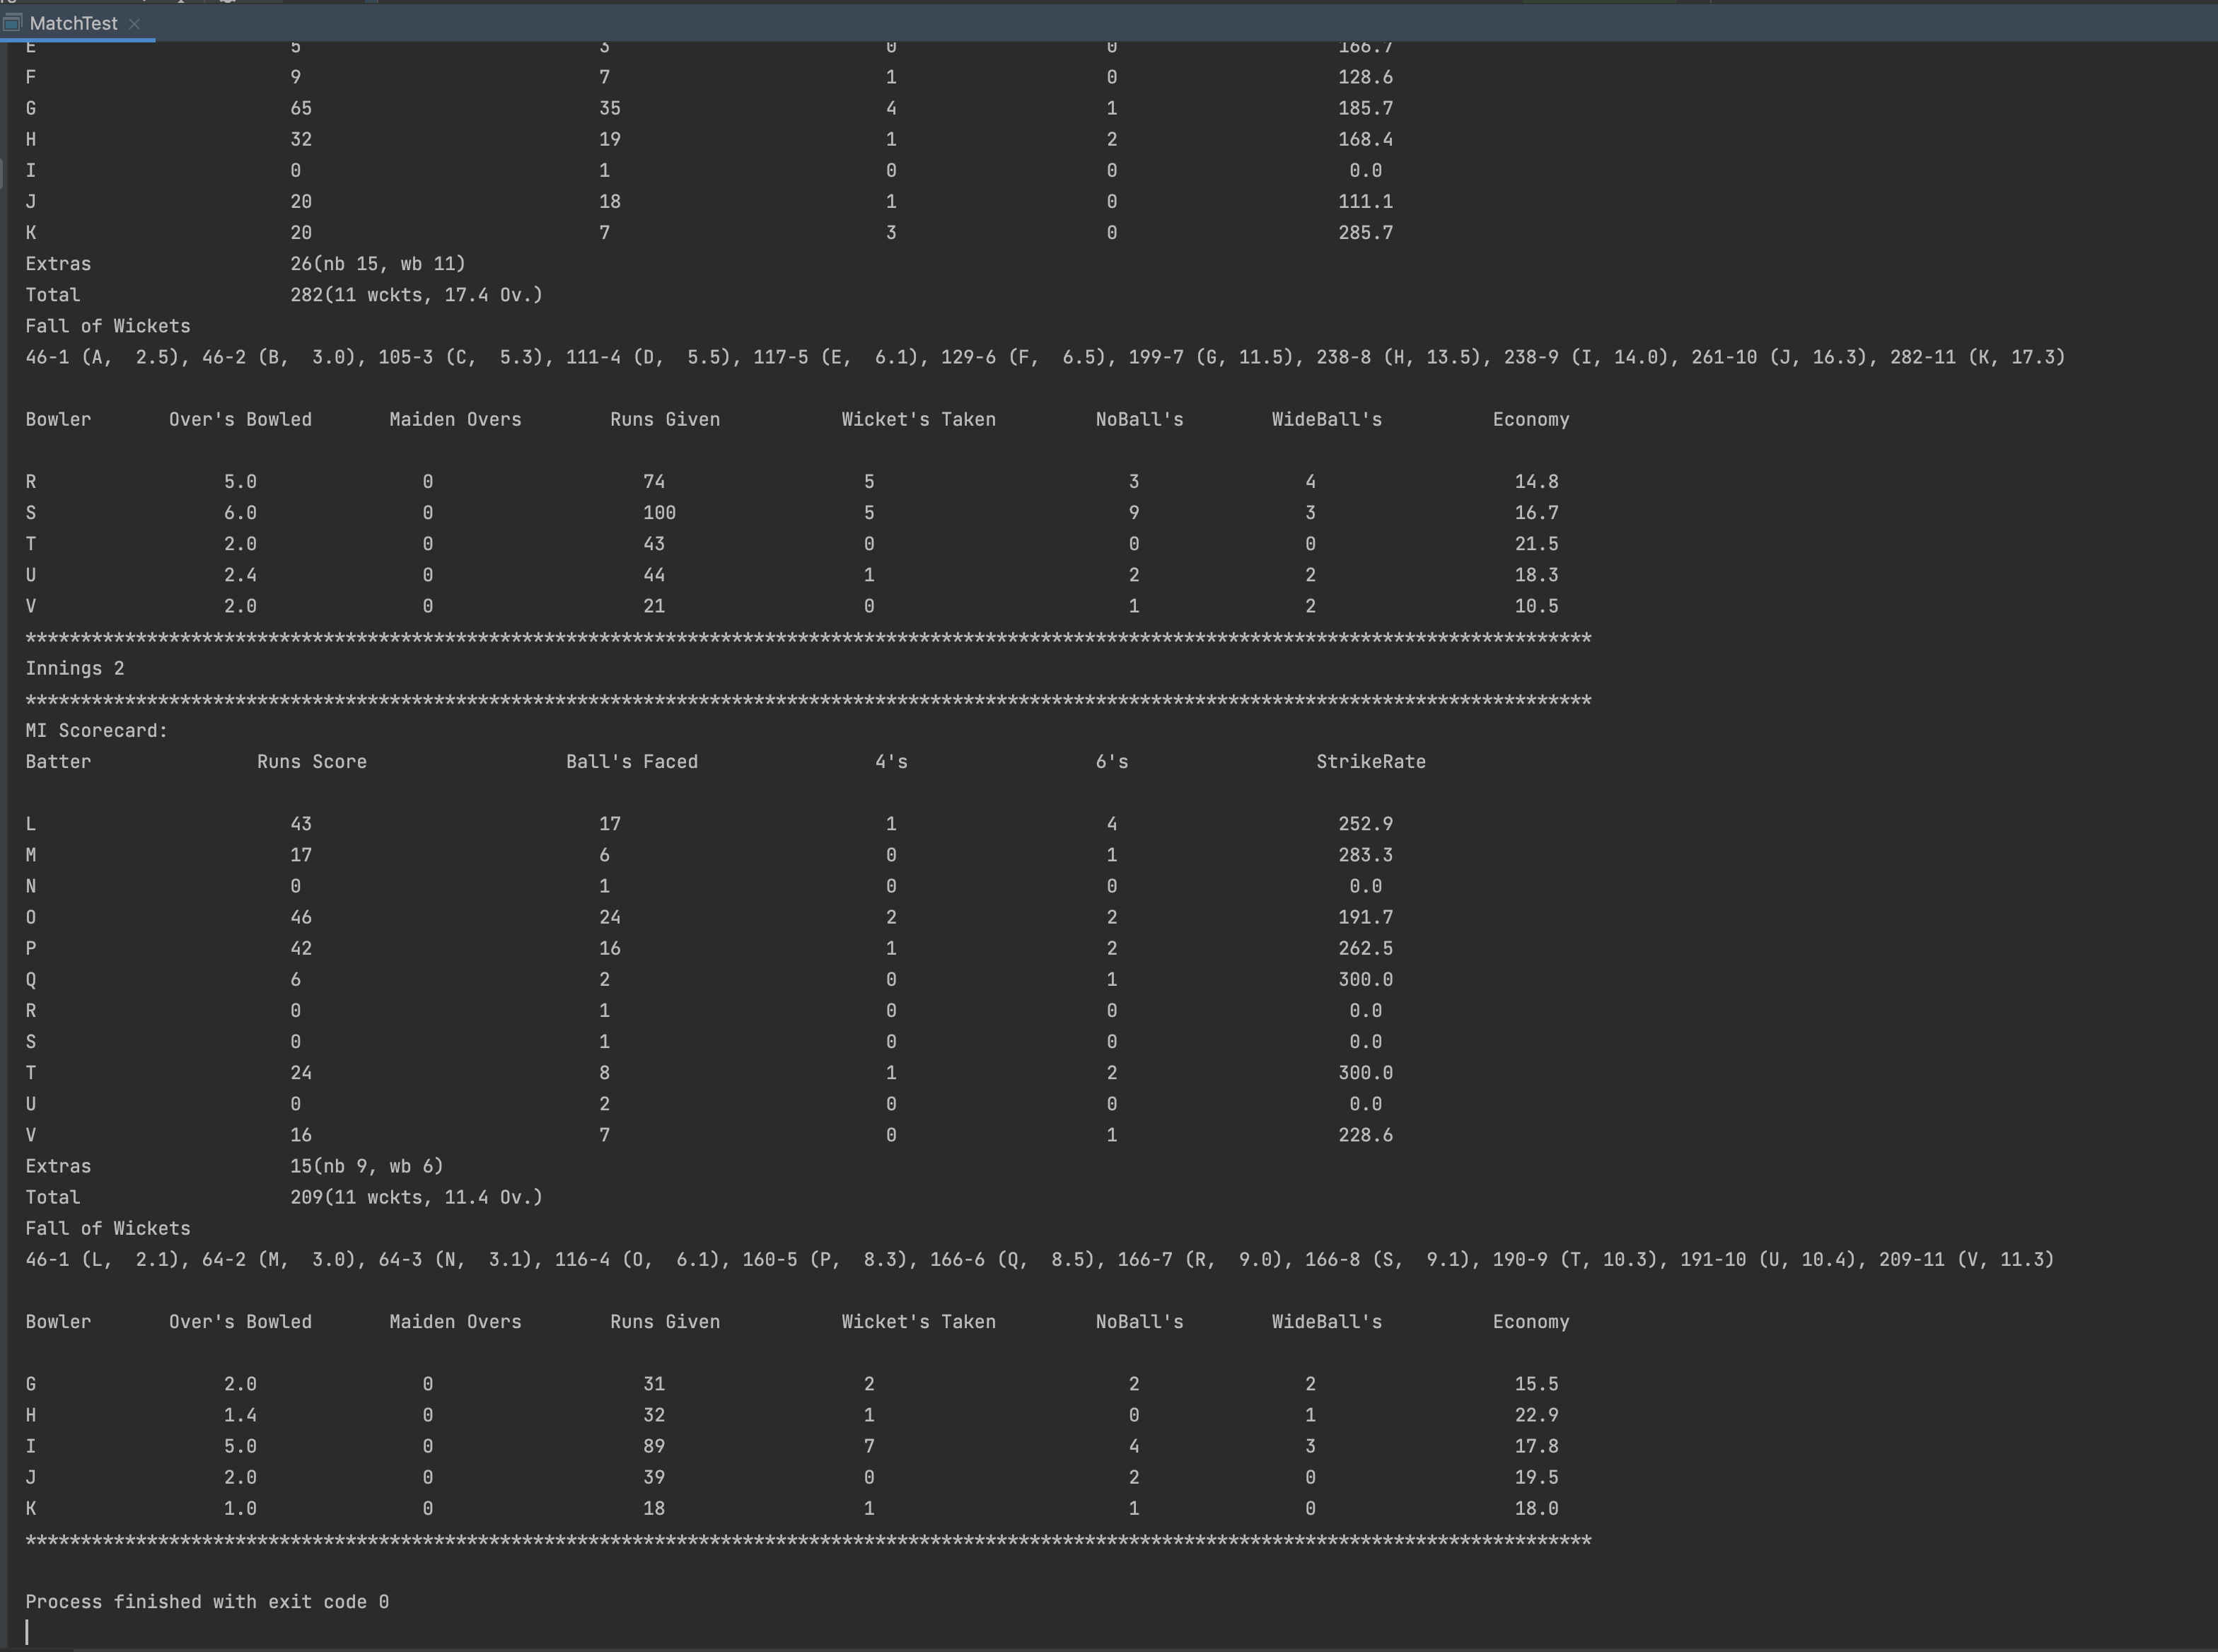 MatchTest
E 5 3 0 0 166.7
F 9 7 1 0 128.6
G 65 35 4 1 185.7
H 32 19 1 2 168.4
I 0 1 0 0 0.0
J 20 18 1 0 111.1
K 20 7 3 0 285.7
Extras 26(nb 15, wb 11)
Total 282(11 wckts, 17.4 Ov.)
Fall of Wickets
46-1 (A,  2.5), 46-2 (B,  3.0), 105-3 (C,  5.3), 111-4 (D,  5.5), 117-5 (E,  6.1), 129-6 (F,  6.5), 199-7 (G, 11.5), 238-8 (H, 13.5), 238-9 (I, 14.0), 261-10 (J, 16.3), 282-11 (K, 17.3)
Bowler Over's Bowled Maiden Overs Runs Given Wicket's Taken NoBall's WideBall's Economy
R 5.0 0 74 5 3 4 14.8
S 6.0 0 100 5 9 3 16.7
T 2.0 0 43 0 0 0 21.5
U 2.4 0 44 1 2 2 18.3
V 2.0 0 21 0 1 2 10.5
**********************************************************************************************************************************************
Innings 2
**********************************************************************************************************************************************
MI Scorecard:
Batter Runs Score Ball's Faced 4's 6's StrikeRate
L 43 17 1 4 252.9
M 17 6 0 1 283.3
N 0 1 0 0 0.0
O 46 24 2 2 191.7
P 42 16 1 2 262.5
Q 6 2 0 1 300.0
R 0 1 0 0 0.0
S 0 1 0 0 0.0
T 24 8 1 2 300.0
U 0 2 0 0 0.0
V 16 7 0 1 228.6
Extras 15(nb 9, wb 6)
Total 209(11 wckts, 11.4 Ov.)
Fall of Wickets
46-1 (L,  2.1), 64-2 (M,  3.0), 64-3 (N,  3.1), 116-4 (O,  6.1), 160-5 (P,  8.3), 166-6 (Q,  8.5), 166-7 (R,  9.0), 166-8 (S,  9.1), 190-9 (T, 10.3), 191-10 (U, 10.4), 209-11 (V, 11.3)
Bowler Over's Bowled Maiden Overs Runs Given Wicket's Taken NoBall's WideBall's Economy
G 2.0 0 31 2 2 2 15.5
H 1.4 0 32 1 0 1 22.9
I 5.0 0 89 7 4 3 17.8
J 2.0 0 39 0 2 0 19.5
K 1.0 0 18 1 1 0 18.0
**********************************************************************************************************************************************
Process finished with exit code 0